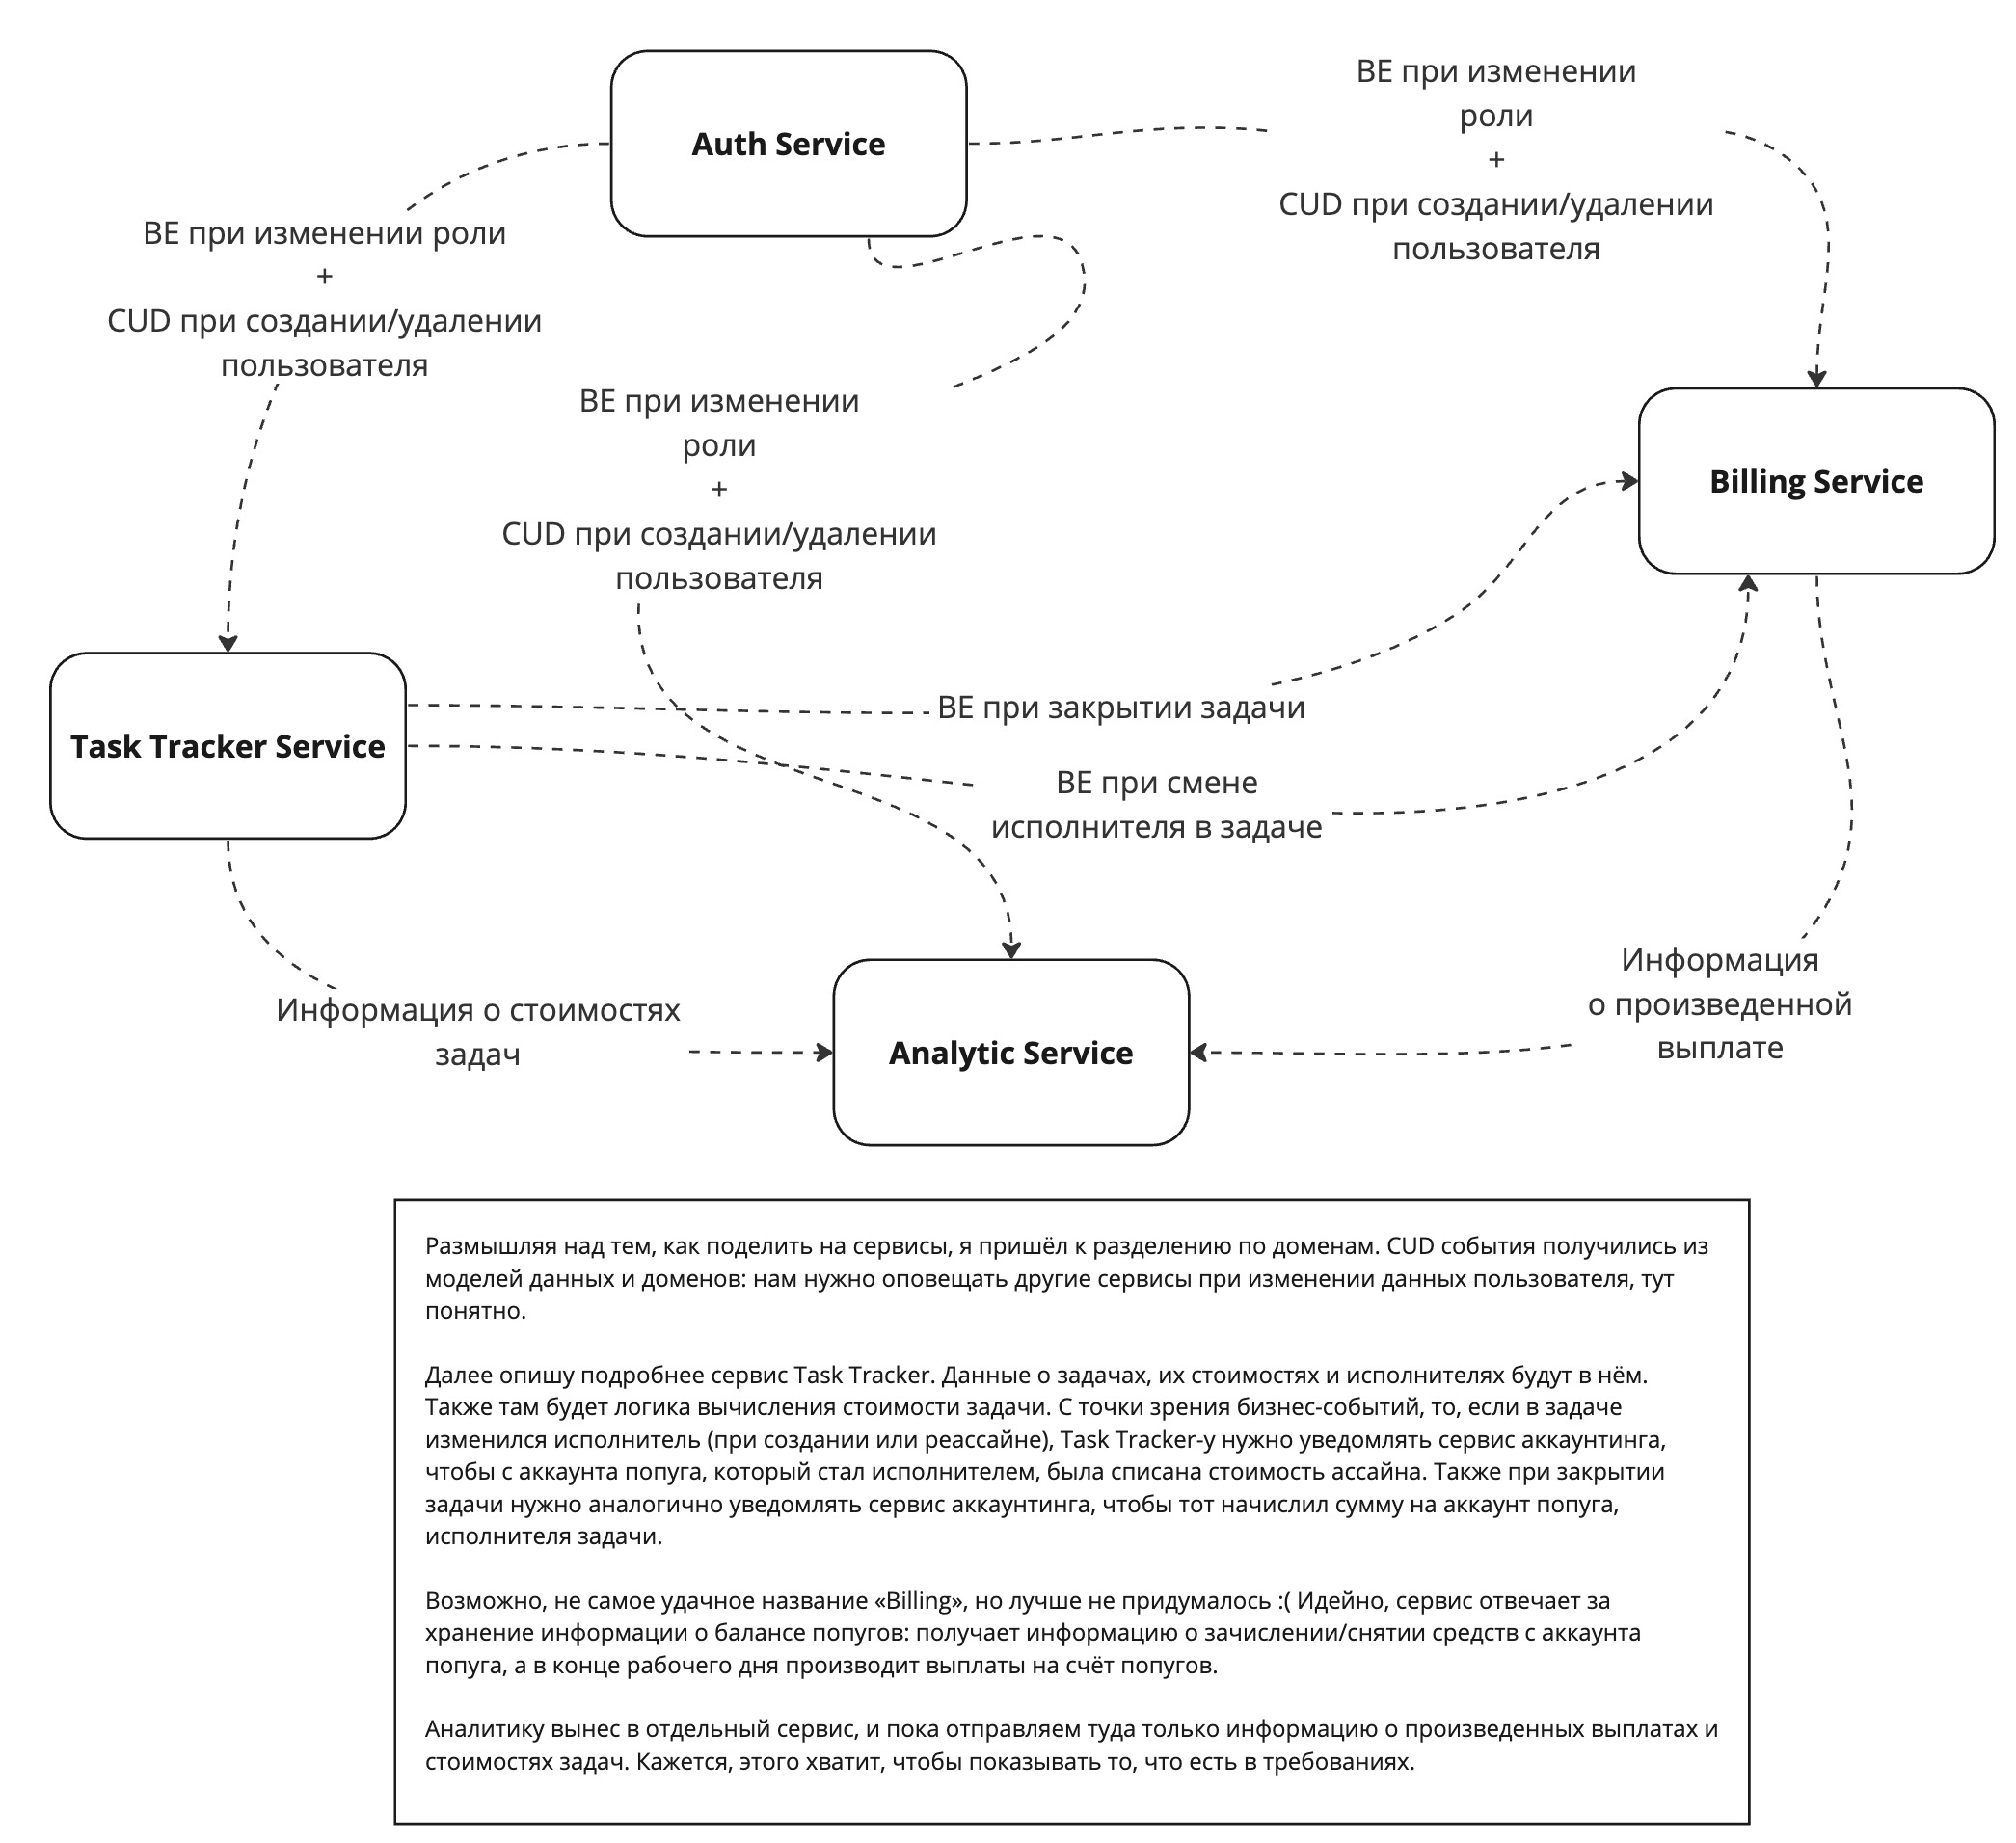 Auth Service
BE при изменении
роли
+
CUD при создании/удалении
пользователя
BE при изменении роли
+
CUD при создании/удалении
пользователя
BE при изменении
роли
+
CUD при создании/удалении
пользователя
Billing Service
Task Tracker Service
BE при закрытии задачи
BE при смене
исполнителя в задаче
Информация о стоимостях
задач
Analytic Service
Информация
о произведенной
выплате
Размышляя над тем, как поделить на сервисы, я пришёл к разделению по доменам. CUD события получились из
моделей данных и доменов: нам нужно оповещать другие сервисы при изменении данных пользователя, тут
понятно.
Далее опишу подробнее сервис Task Tracker. Данные о задачах, их стоимостях и исполнителях будут в нём.
Также там будет логика вычисления стоимости задачи. С точки зрения бизнес-событий, то, если в задаче
изменился исполнитель (при создании или реассайне), Task Tracker-у нужно уведомлять сервис аккаунтинга,
чтобы с аккаунта попуга, который стал исполнителем, была списана стоимость ассайна. Также при закрытии
задачи нужно аналогично уведомлять сервис аккаунтинга, чтобы тот начислил сумму на аккаунт попуга,
исполнителя задачи.
Возможно, не самое удачное название «Billing», но лучше не придумалось :( Идейно, сервис отвечает за
хранение информации о балансе попугов: получает информацию о зачислении/снятии средств с аккаунта
попуга, а в конце рабочего дня производит выплаты на счёт попугов.
Аналитику вынес в отдельный сервис, и пока отправляем туда только информацию о произведенных выплатах и
стоимостях задач. Кажется, этого хватит, чтобы показывать то, что есть в требованиях.